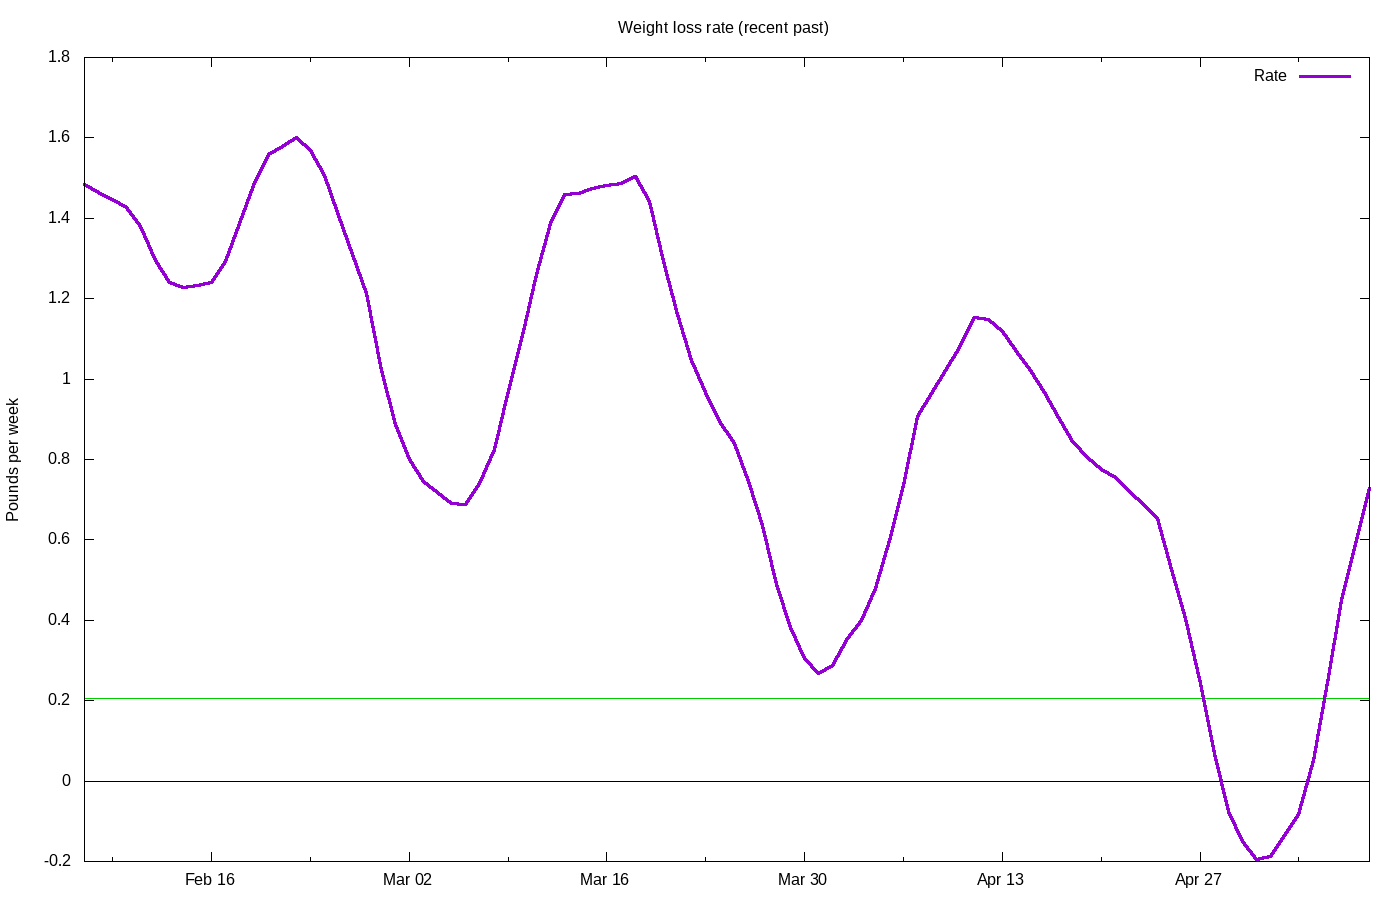 Weight loss rate (recent past)
Rate
Pounds per week
1.8
1.6
1.4
1.2
1
0.8
0.6
0.4
0.2
0
-0.2
Feb 16
Mar 02
Mar 16
Mar 30
Apr 13
Apr 27